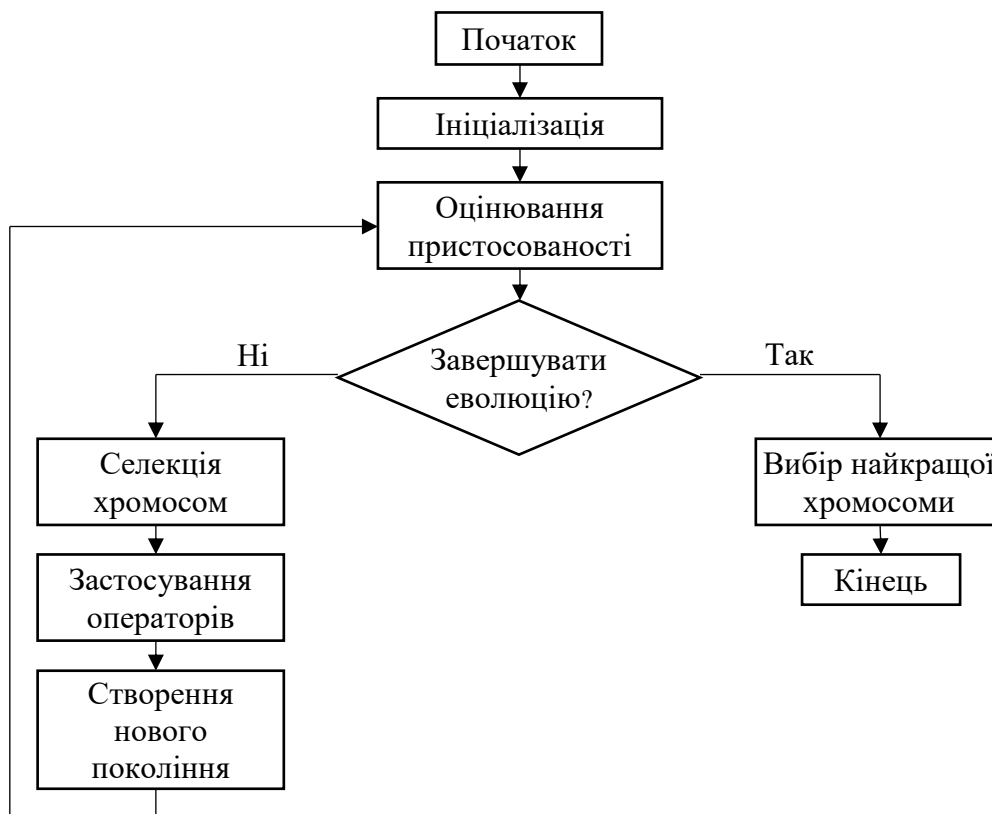 Початок
Ініціалізація
Оцінювання
пристосованості
Завершувати
еволюцію?
Ні
Так
Селекція
хромосом
Застосування
операторів
Створення
нового
покоління
Вибір найкращої
хромосоми
Кінець